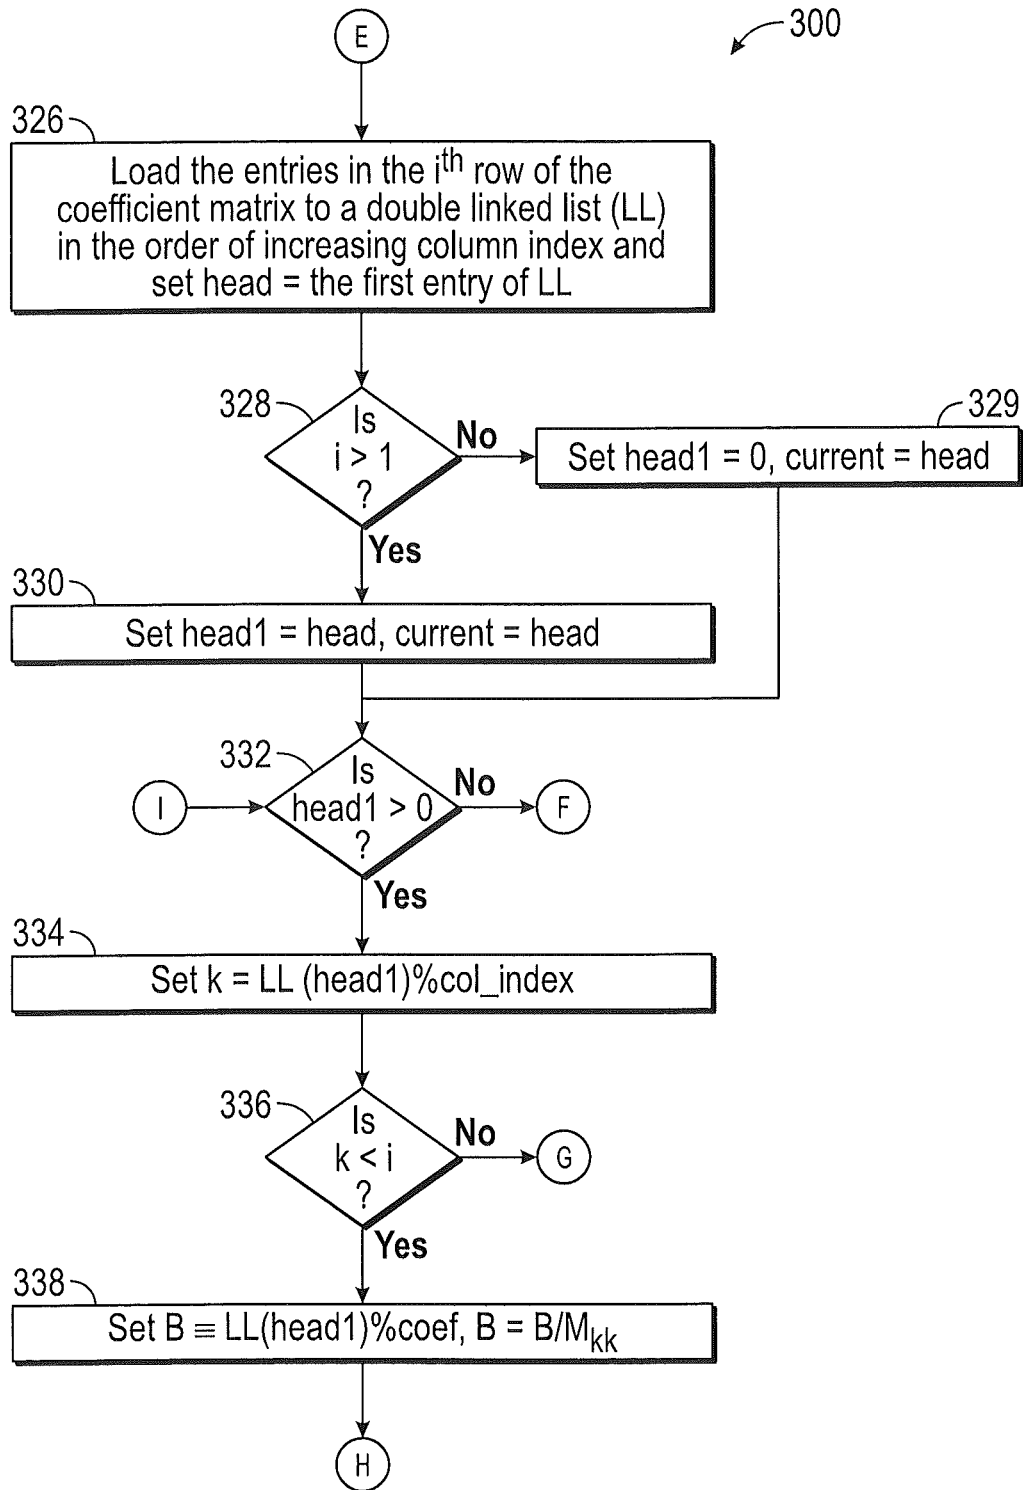 E
300
326
Load the entries in the iᵗʰ row of the
coefficient matrix to a double linked list (LL)
in the order of increasing column index and
set head = the first entry of LL
328
Is
i > 1
?
No
329
Set head1 = 0, current = head
Yes
330
Set head1 = head, current = head
332
I
Is
head1 > 0
?
No
F
Yes
334
Set k = LL (head1)%col_index
336
Is
k < i
?
No
G
Yes
338
Set B ≡ LL(head1)%coef, B = B/Mₖₖ
H